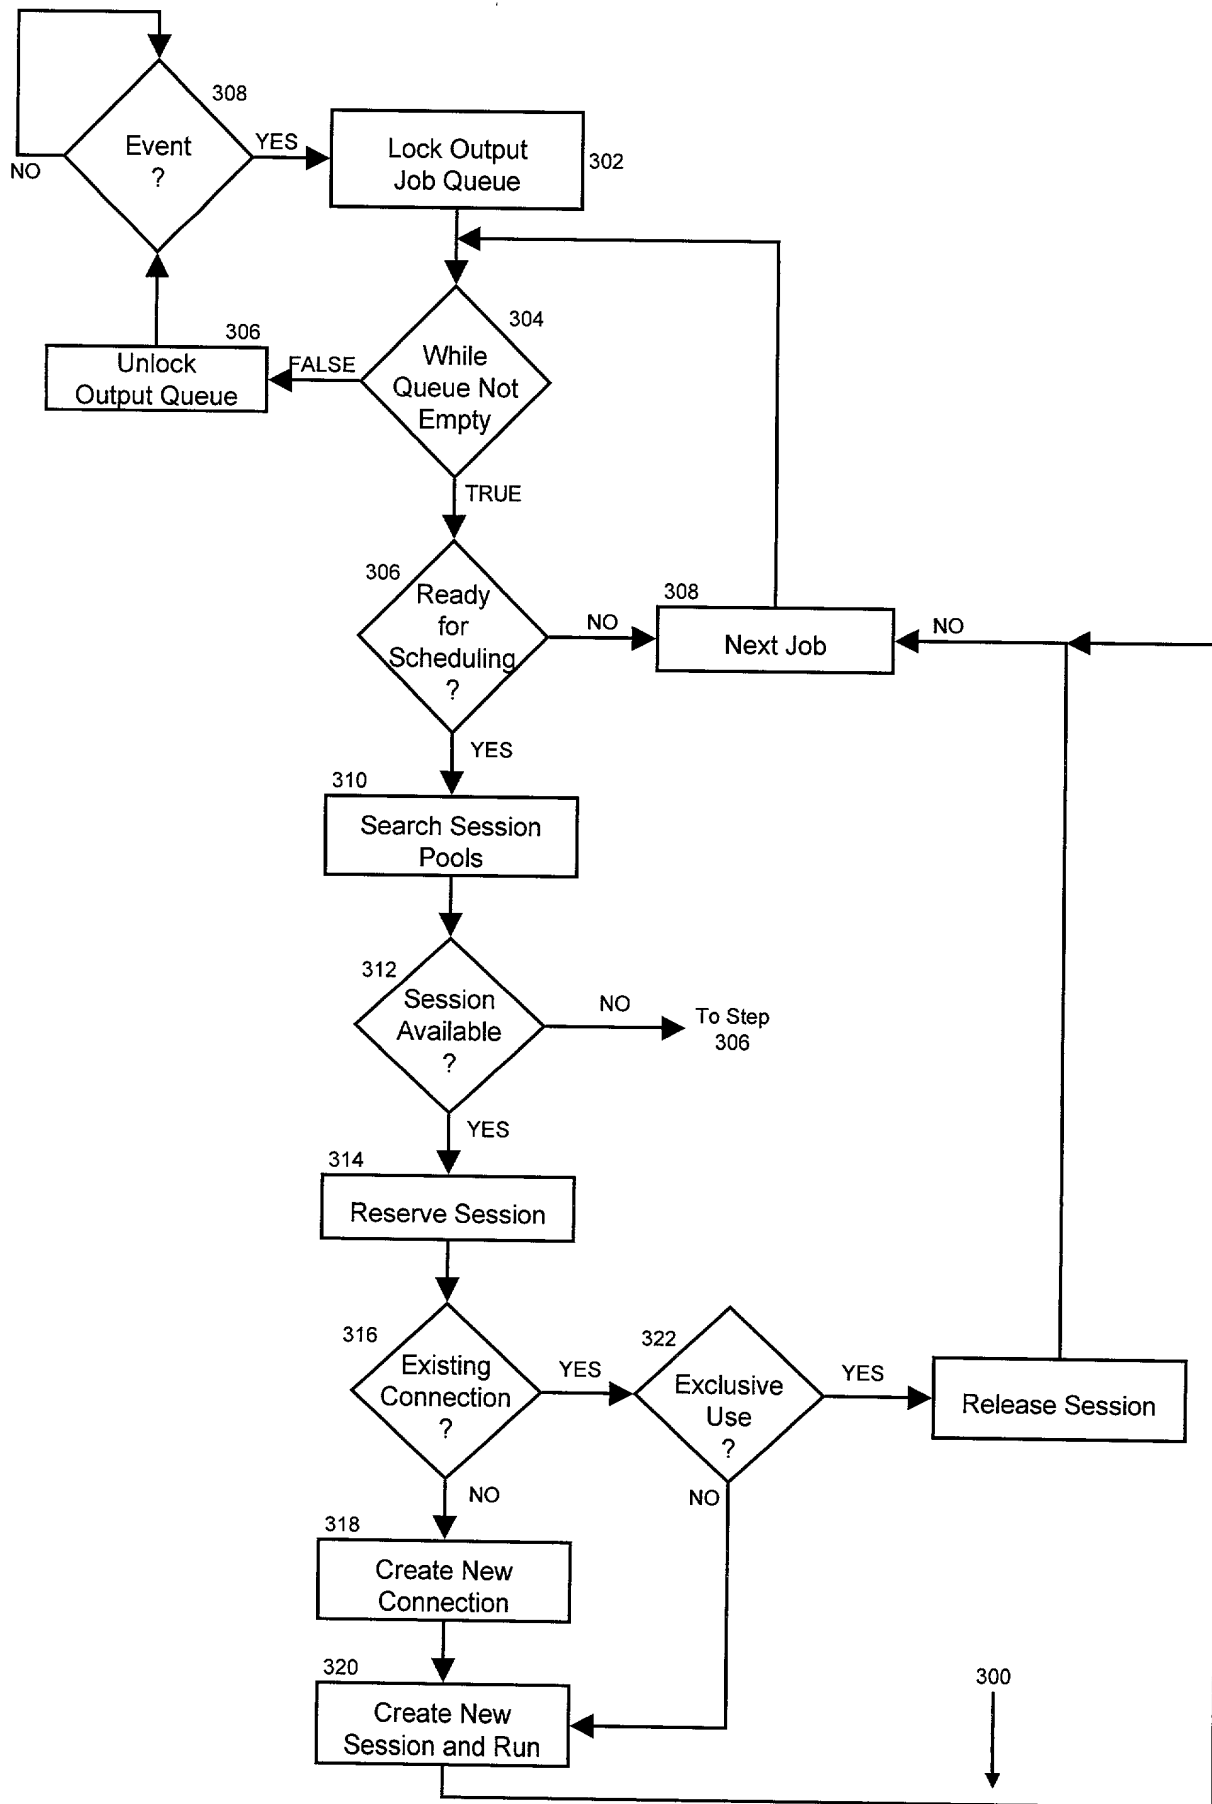 308
Event
?
YES
NO
Lock Output
Job Queue
302
304
While
Queue Not
Empty
FALSE
306
Unlock
Output Queue
TRUE
306
Ready
for
Scheduling
?
NO
308
Next Job
NO
YES
310
Search Session
Pools
312
Session
Available
?
NO
To Step
306
YES
314
Reserve Session
316
Existing
Connection
?
YES
322
Exclusive
Use
?
YES
Release Session
NO
NO
318
Create New
Connection
320
Create New
Session and Run
300